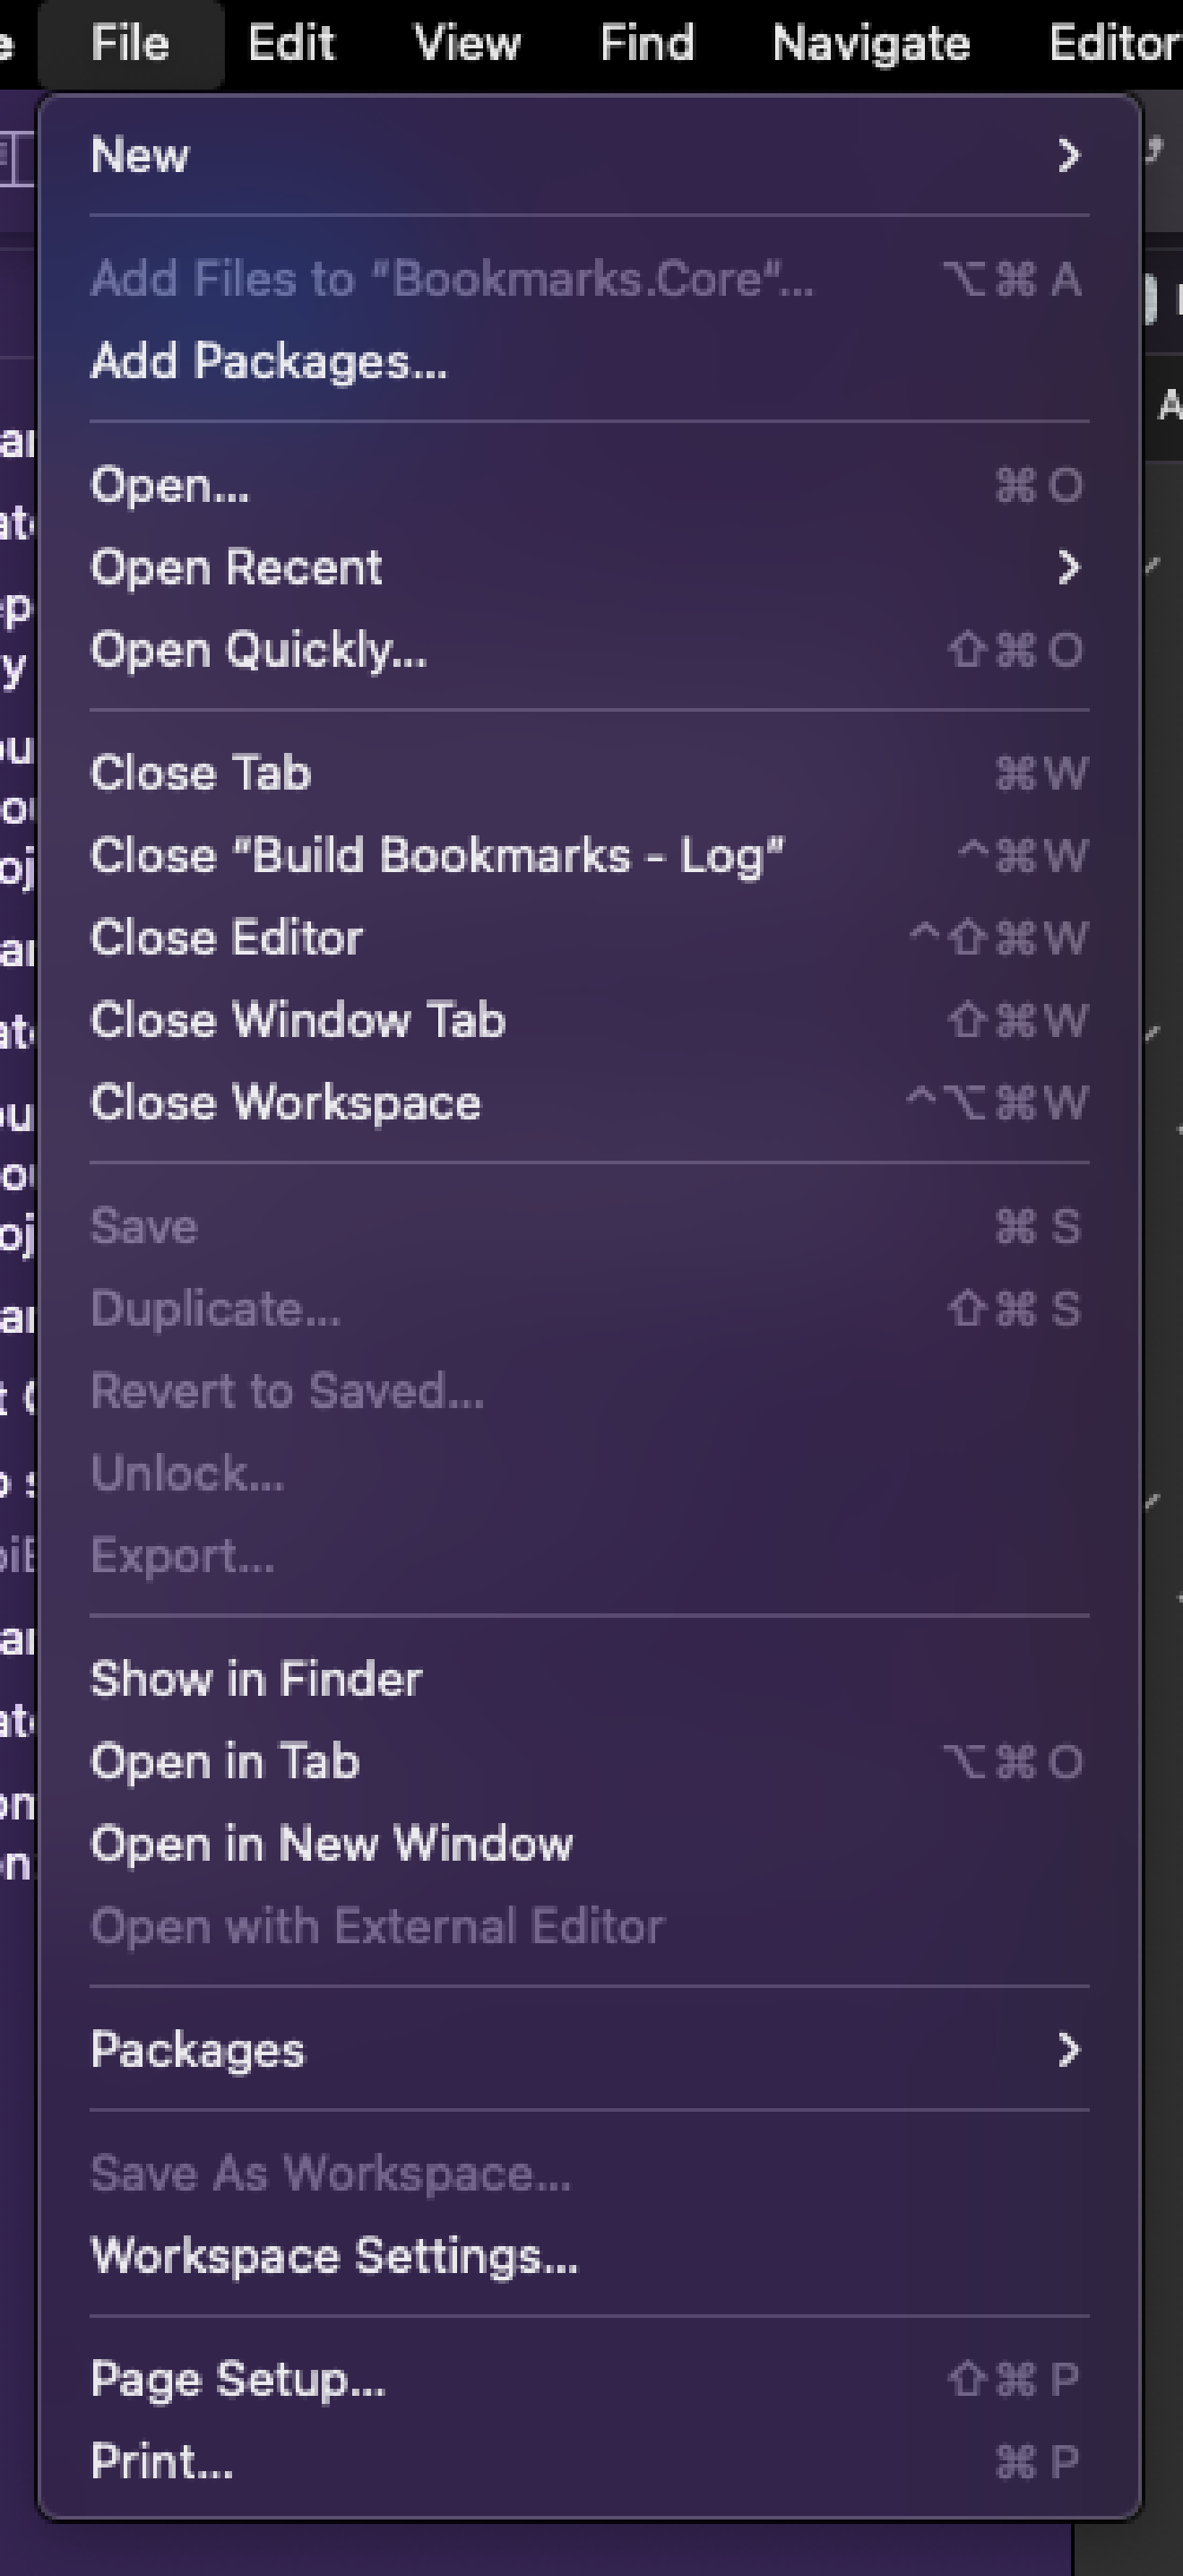 File Edit View Find Navigate Editor
New
Add Files to “Bookmarks.Core”... ⌥⌘A
Add Packages...
Open... ⌘O
Open Recent
Open Quickly... ⇧⌘O
Close Tab ⌘W
Close “Build Bookmarks - Log” ^⌘W
Close Editor ^⇧⌘W
Close Window Tab ⇧⌘W
Close Workspace ^⌥⌘W
Save ⌘S
Duplicate... ⇧⌘S
Revert to Saved...
Unlock...
Export...
Show in Finder
Open in Tab ⌥⌘O
Open in New Window
Open with External Editor
Packages
Save As Workspace...
Workspace Settings...
Page Setup... ⇧⌘P
Print... ⌘P